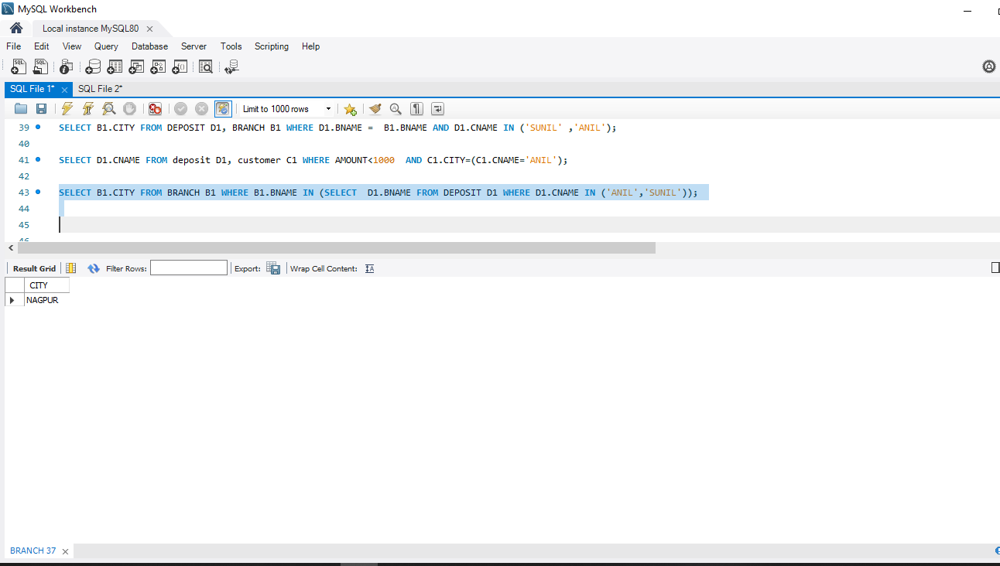 MySQL Workbench
Local instance MySQL80
File Edit View Query Database Server Tools Scripting Help
SQL File 1* SQL File 2*
Limit to 1000 rows
39 SELECT B1.CITY FROM DEPOSIT D1, BRANCH B1 WHERE D1.BNAME =  B1.BNAME AND D1.CNAME IN ('SUNIL' ,'ANIL');
40
41 SELECT D1.CNAME FROM deposit D1, customer C1 WHERE AMOUNT<1000  AND C1.CITY=(C1.CNAME='ANIL');
42
43 SELECT B1.CITY FROM BRANCH B1 WHERE B1.BNAME IN (SELECT  D1.BNAME FROM DEPOSIT D1 WHERE D1.CNAME IN ('ANIL','SUNIL'));
44
45
46
Result Grid Filter Rows: Export: Wrap Cell Content:
CITY
NAGPUR
BRANCH 37